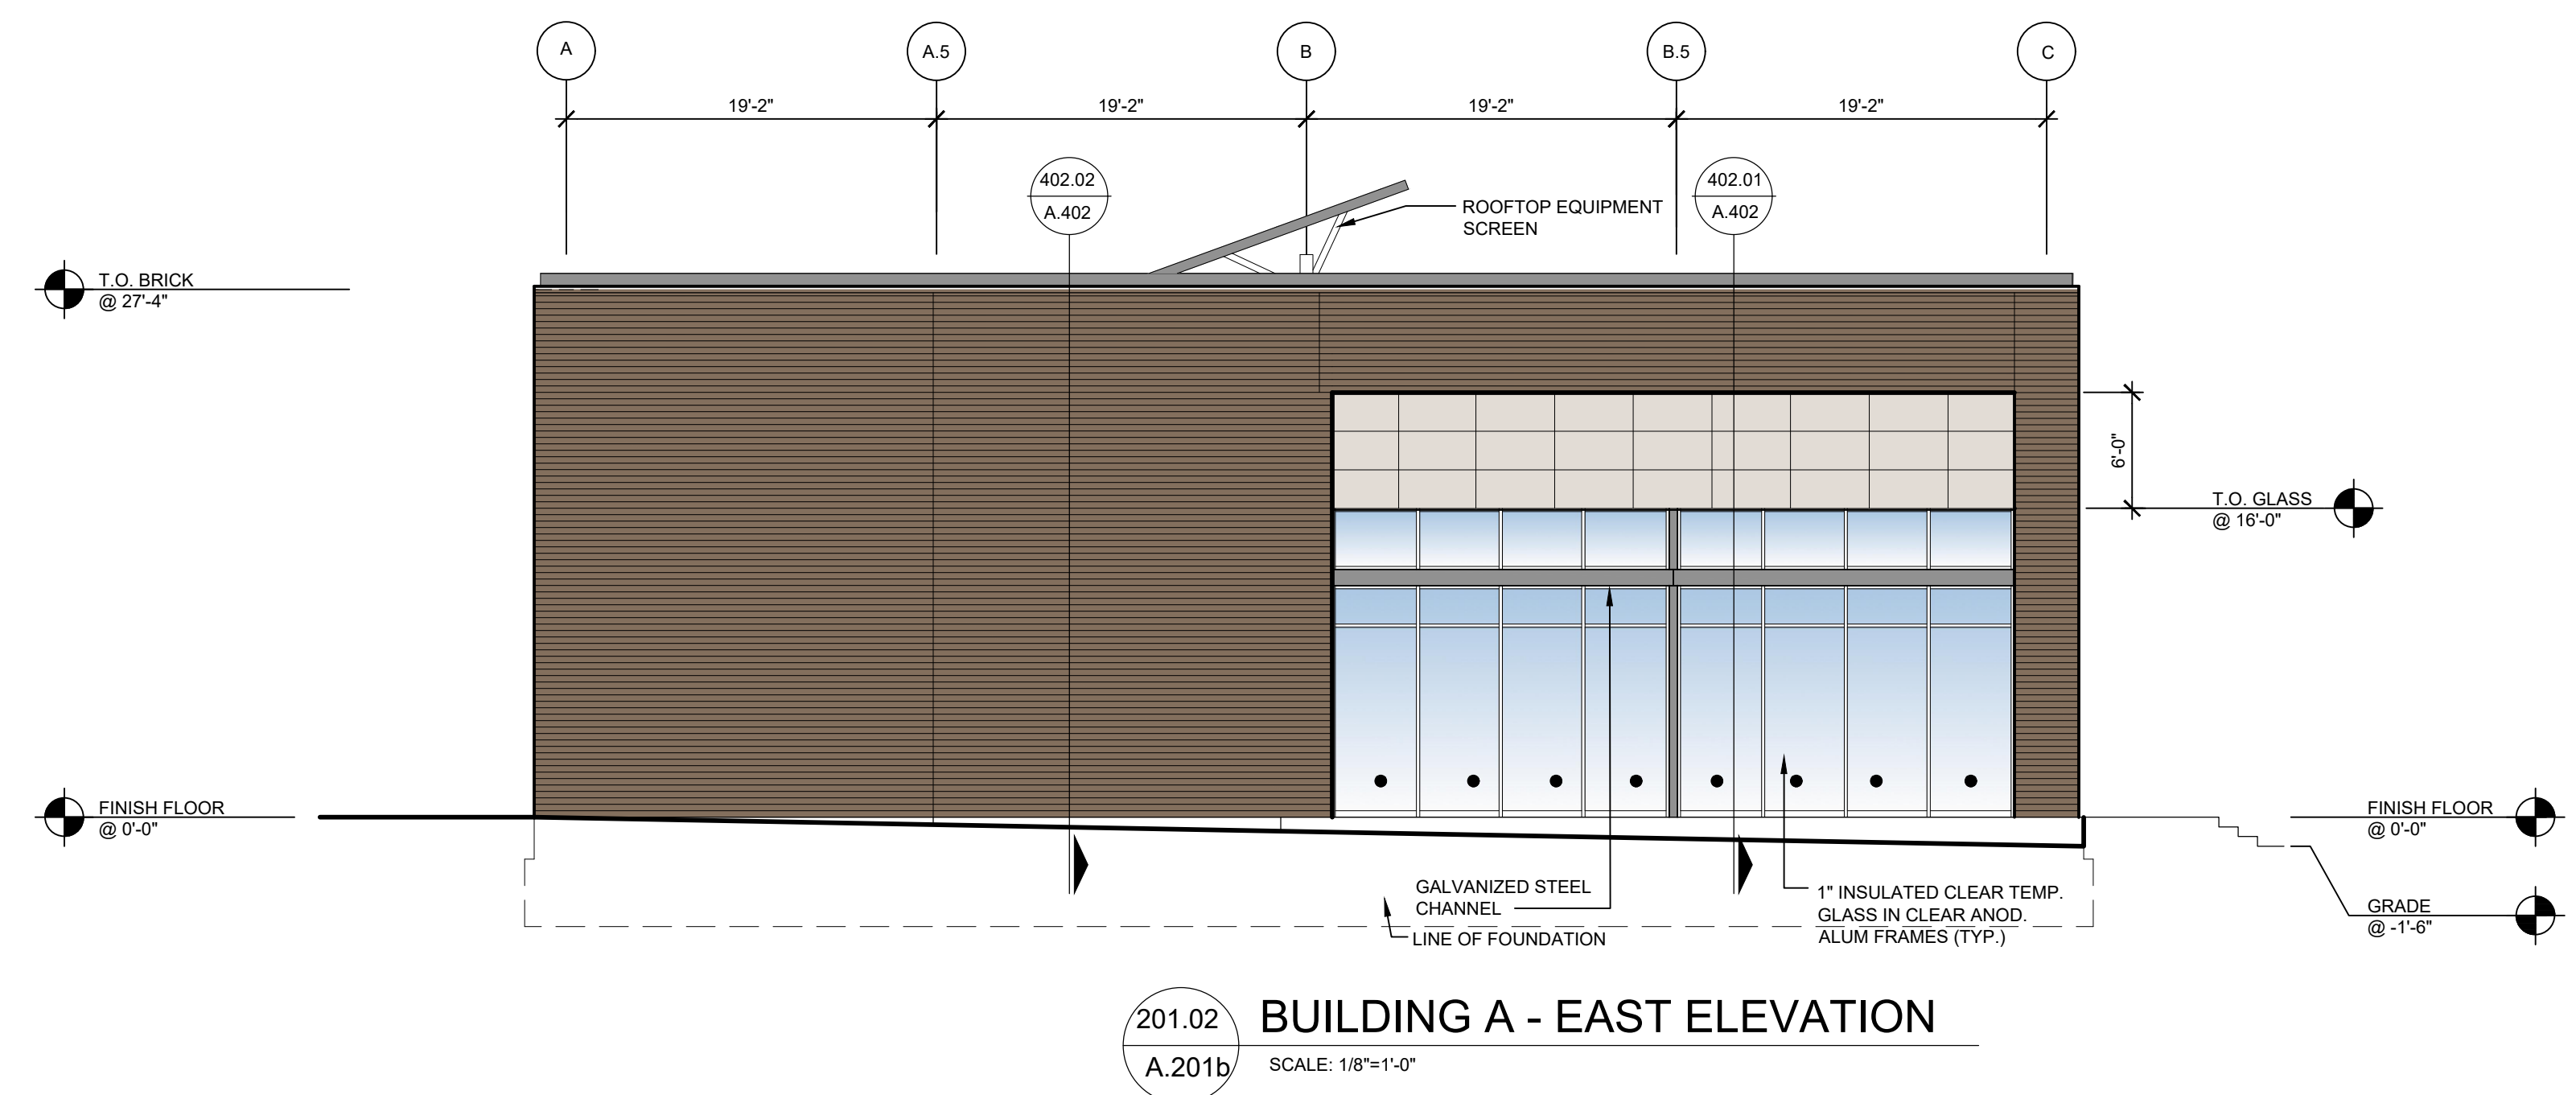 A
A.5
B
B.5
C
19'-2"
19'-2"
19'-2"
19'-2"
402.02
A.402
402.01
A.402
ROOFTOP EQUIPMENT
SCREEN
T.O. BRICK
@ 27'-4"
6'-0"
T.O. GLASS
@ 16'-0"
FINISH FLOOR
@ 0'-0"
FINISH FLOOR
@ 0'-0"
GALVANIZED STEEL
CHANNEL
LINE OF FOUNDATION
1" INSULATED CLEAR TEMP.
GLASS IN CLEAR ANOD.
ALUM FRAMES (TYP.)
GRADE
@ -1'-6"
201.02
A.201b
BUILDING A - EAST ELEVATION
SCALE: 1/8"=1'-0"